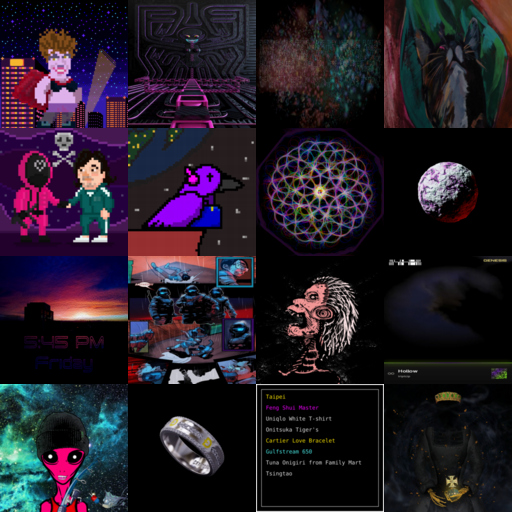 5:45 PM
Friday
GENESIS
Hollow
Taipei
Feng Shui Master
Uniqlo White T-shirt
Onitsuka Tiger's
Cartier Love Bracelet
Gulfstream 650
Tuna Onigiri from Family Mart
Tsingtao